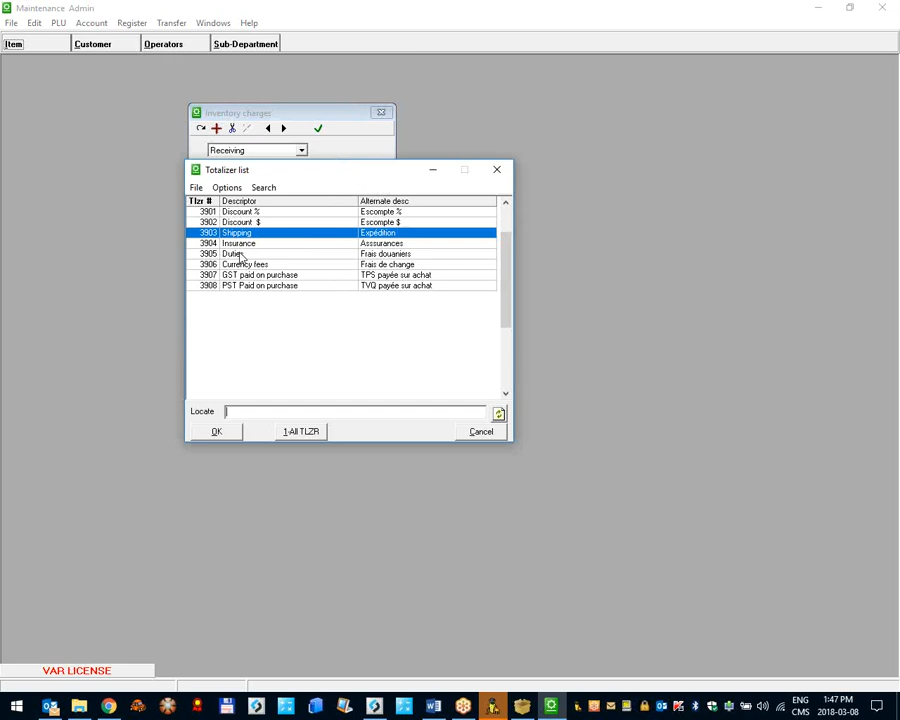 Maintenance Admin
File Edit PLU Account Register Transfer Windows Help
Item Customer Operators Sub-Department
Inventory charges
Receiving
Totalizer list
File Options Search
Tlzr # Descriptor Alternate desc
3901 Discount % Escompte %
3902 Discount $ Escompte $
3903 Shipping Expédition
3904 Insurance Asssurances
3905 Duties Frais douaniers
3906 Currency fees Frais de change
3907 GST paid on purchase TPS payée sur achat
3908 PST Paid on purchase TVQ payée sur achat
Locate
OK 1-All TLZR Cancel
VAR LICENSE
ENG 1:47 PM
CMS 2018-03-08